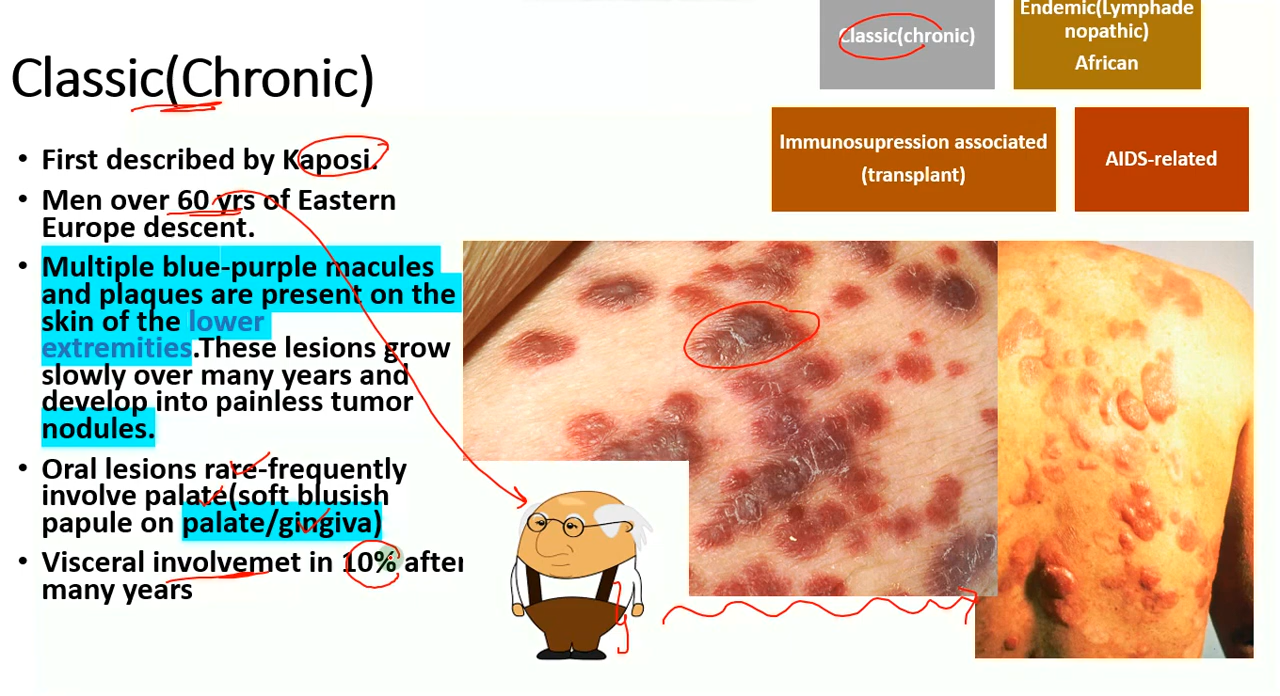 Classic(Chronic)
• First described by Kaposi.
• Men over 60 yrs of Eastern
Europe descent.
• Multiple blue-purple macules
and plaques are present on the
skin of the lower
extremities.These lesions grow
slowly over many years and
develop into painless tumor
nodules.
• Oral lesions rare-frequently
involve palate(soft blusish
papule on palate/gingiva)
• Visceral involvemet in 10% after
many years
Classic(chronic)
Endemic(Lymphade
nopathic)
African
Immunosupression associated
(transplant)
AIDS-related